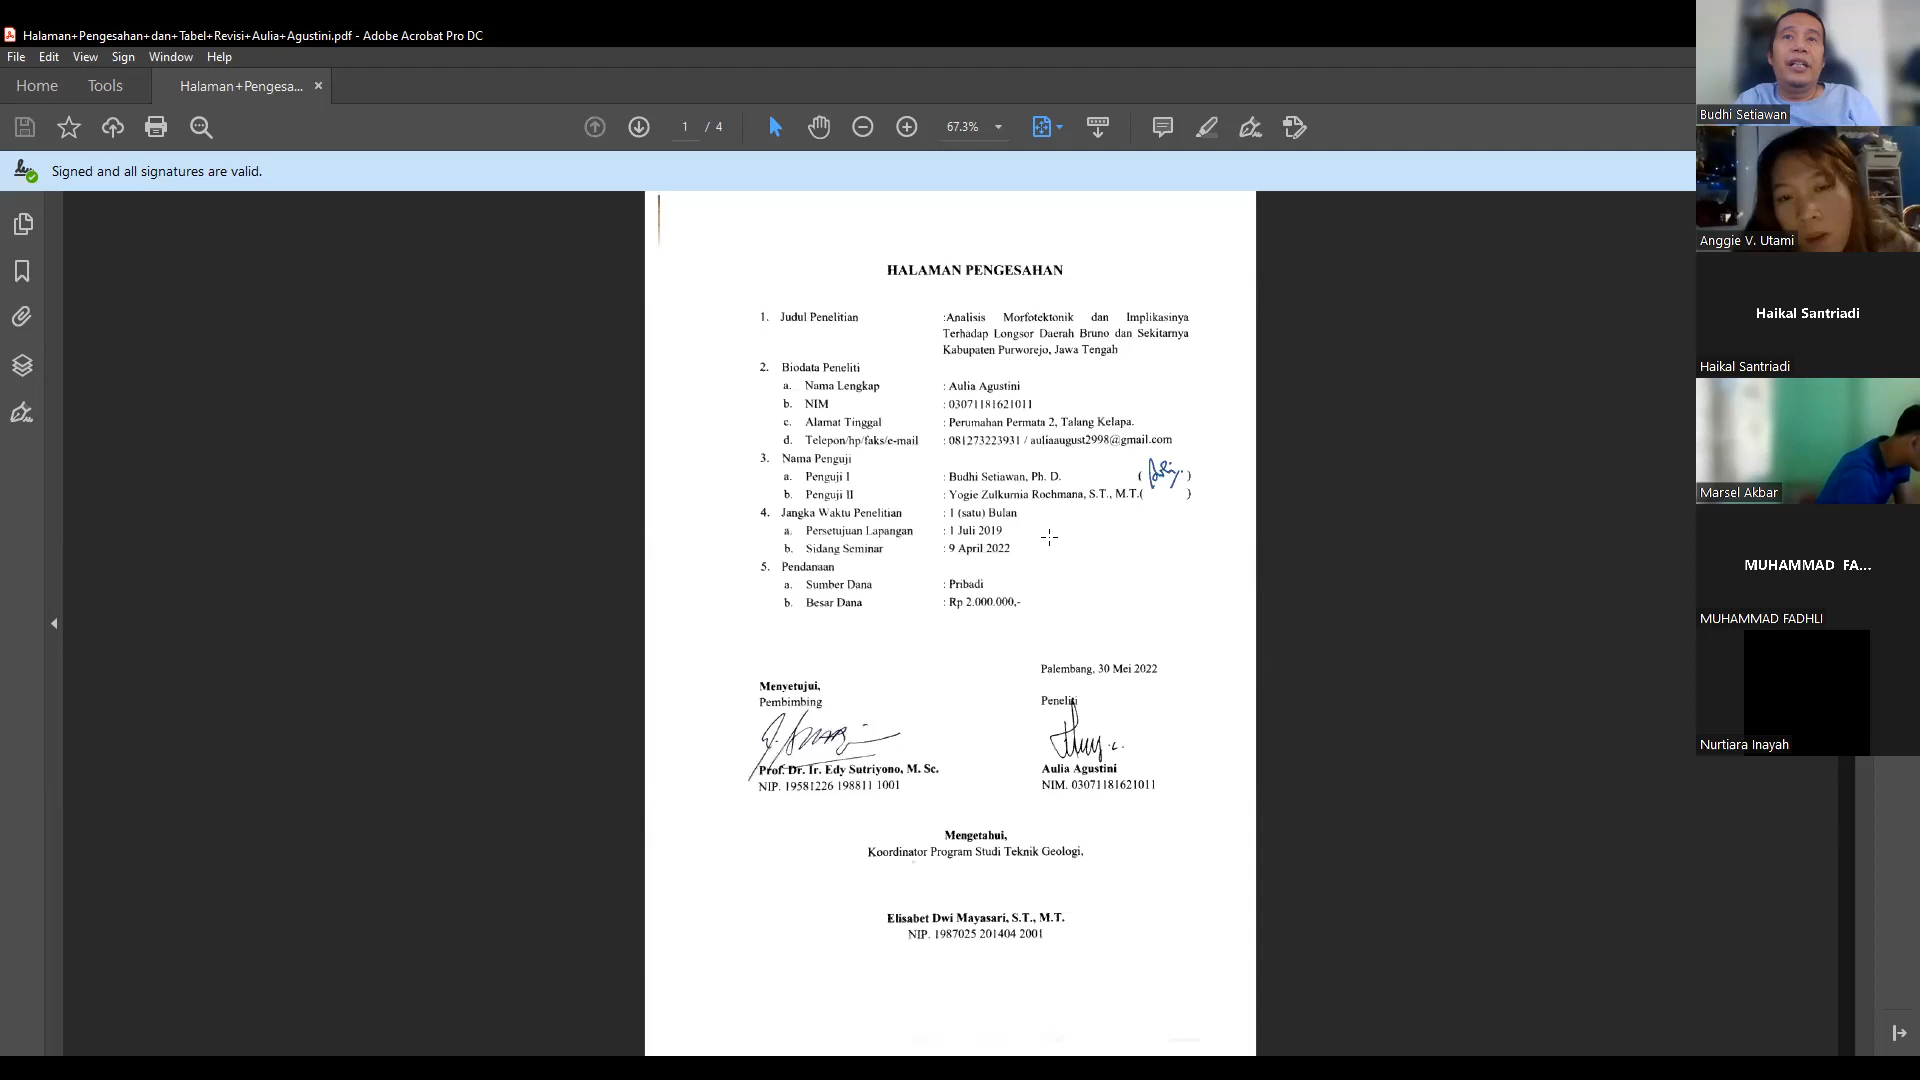 Halaman+Pengesahan+dan+Tabel+Revisi+Aulia+Agustini.pdf - Adobe Acrobat Pro DC
File Edit View Sign Window Help
Home Tools Halaman+Pengesa... ×
1 / 4 67.3%
Signed and all signatures are valid.
HALAMAN PENGESAHAN
1. Judul Penelitian :Analisis Morfotektonik dan Implikasinya
Terhadap Longsor Daerah Bruno dan Sekitarnya
Kabupaten Purworejo, Jawa Tengah
2. Biodata Peneliti
a. Nama Lengkap : Aulia Agustini
b. NIM : 03071181621011
c. Alamat Tinggal : Perumahan Permata 2, Talang Kelapa.
d. Telepon/hp/faks/e-mail : 081273223931 / auliaaugust2998@gmail.com
3. Nama Penguji
a. Penguji I : Budhi Setiawan, Ph. D. ( )
b. Penguji II : Yogie Zulkurnia Rochmana, S.T., M.T.( )
4. Jangka Waktu Penelitian : 1 (satu) Bulan
a. Persetujuan Lapangan : 1 Juli 2019
b. Sidang Seminar : 9 April 2022
5. Pendanaan
a. Sumber Dana : Pribadi
b. Besar Dana : Rp 2.000.000,-
Palembang, 30 Mei 2022
Menyetujui,
Pembimbing Peneliti
Prof. Dr. Ir. Edy Sutriyono, M. Sc. Aulia Agustini
NIP. 19581226 198811 1001 NIM. 03071181621011
Mengetahui,
Koordinator Program Studi Teknik Geologi,
Elisabet Dwi Mayasari, S.T., M.T.
NIP. 1987025 201404 2001
Budhi Setiawan
Anggie V. Utami
Haikal Santriadi
Haikal Santriadi
Marsel Akbar
MUHAMMAD FA...
MUHAMMAD FADHLI
Nurtiara Inayah